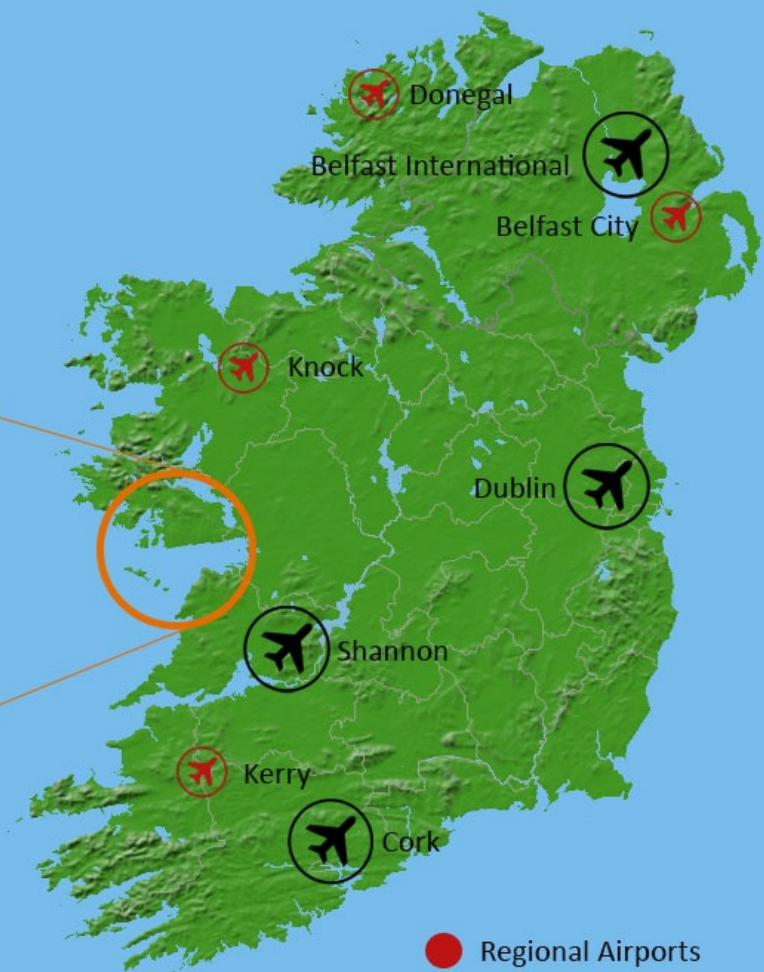 Donegal
Belfast International
Belfast City
Knock
Dublin
Shannon
Kerry
Cork
Regional Airports